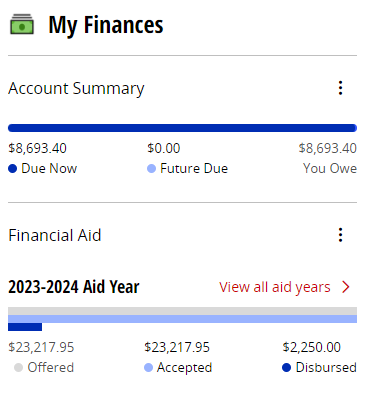 My Finances
Account Summary
$8,693.40 $0.00 $8,693.40
Due Now Future Due You Owe
Financial Aid
2023-2024 Aid Year View all aid years
$23,217.95 $23,217.95 $2,250.00
Offered Accepted Disbursed